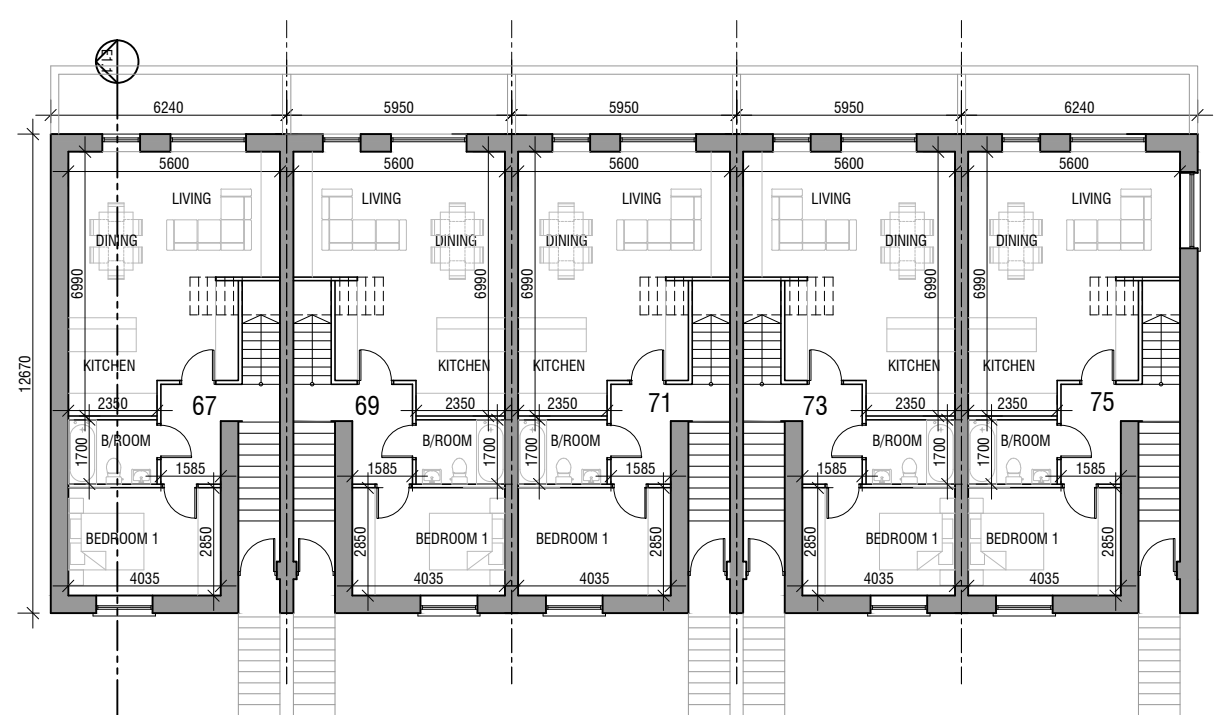 E1.1
6240 5950 5950 5950 6240
5600 5600 5600 5600 5600
LIVING LIVING LIVING LIVING LIVING
DINING DINING DINING DINING DINING
6990 6990 6990 6990 6990
12670
KITCHEN KITCHEN KITCHEN KITCHEN KITCHEN
2350 67 69 2350 2350 71 73 2350 2350 75
B/ROOM B/ROOM B/ROOM B/ROOM B/ROOM
1700 1700 1700 1700 1700
1585 1585 1585 1585 1585
BEDROOM 1 BEDROOM 1 BEDROOM 1 BEDROOM 1 BEDROOM 1
2850 2850 2850 2850 2850
4035 4035 4035 4035 4035